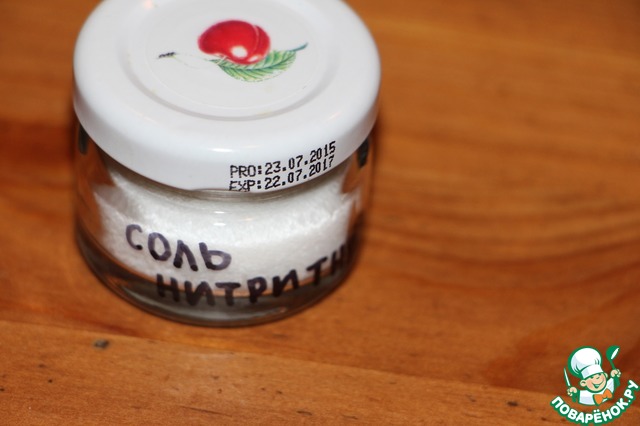 PRO:23.07.2015
EXP:22.07.2017
СОЛЬ
НИТРИТН
ПОВАРЁНОК.РУ